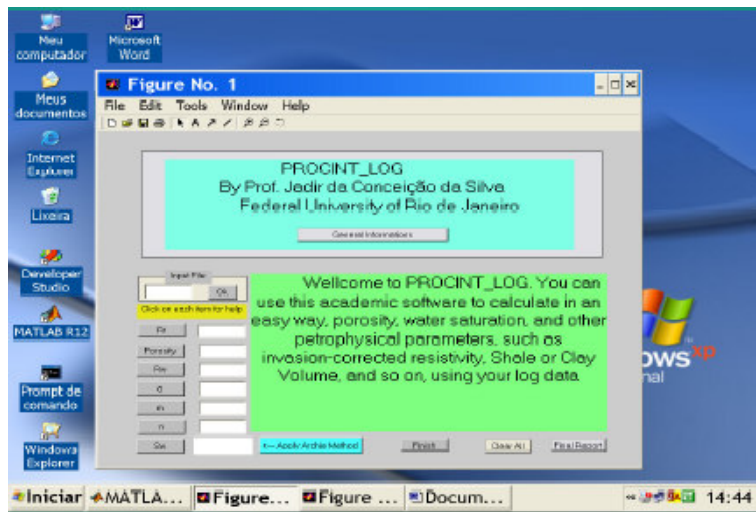 Meu
computador
Microsoft
Word
Meus
documentos
Internet
Explorer
Lixeira
Developer
Studio
MATLAB R12
Prompt de
comando
Windows
Explorer
Figure No. 1
File Edit Tools Window Help
PROCINT_LOG
By Prof. Jadir da Conceição da Silva
Federal University of Rio de Janeiro
General Informations
Input File
Ok
Click on each item for help
Rt
Porosity
Rw
a
m
n
Sw
Wellcome to PROCINT_LOG. You can
use this academic software to calculate in an
easy way, porosity, water saturation, and other
petrophysical parameters, such as
invasion-corrected resistivity, Shale or Clay
Volume, and so on, using your log data
<-- Apply Archie Method
Finish
Clear All
Final Report
ows xp
nal
Iniciar
MATLA...
Figure...
Figure ...
Docum...
14:44